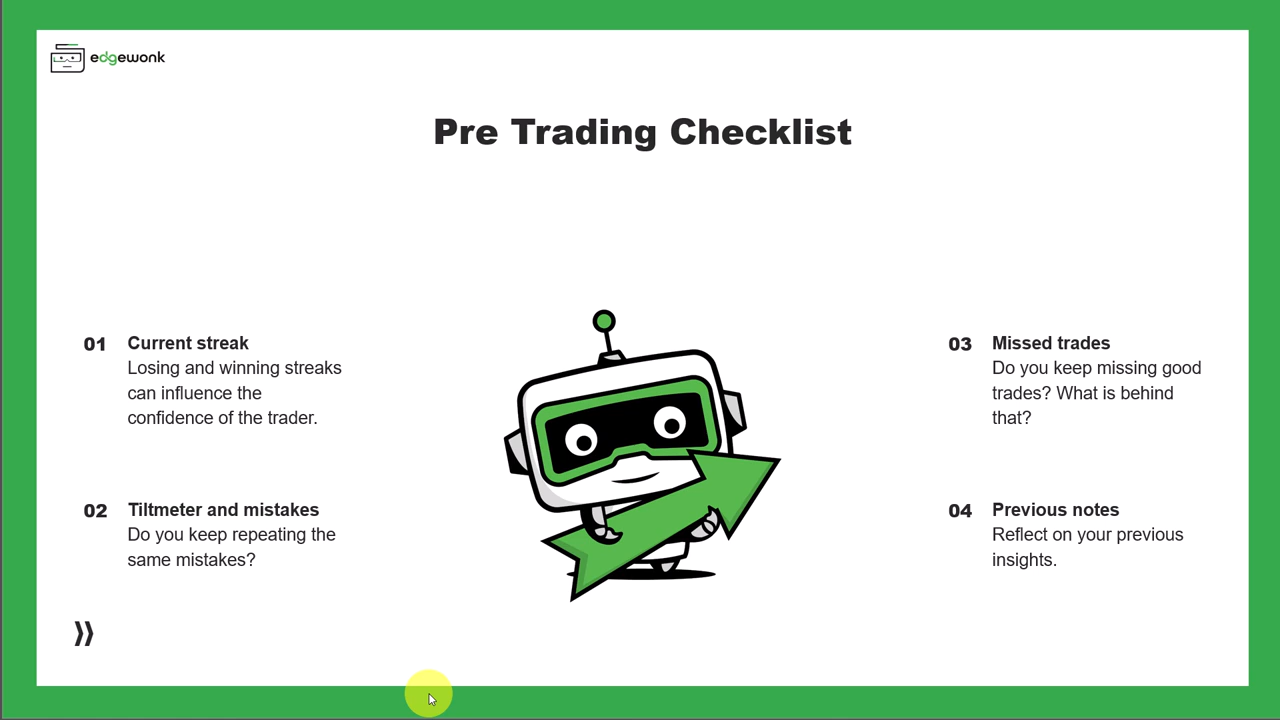 edgewonk
Pre Trading Checklist
01 Current streak
Losing and winning streaks
can influence the
confidence of the trader.
02 Tiltmeter and mistakes
Do you keep repeating the
same mistakes?
03 Missed trades
Do you keep missing good
trades? What is behind
that?
04 Previous notes
Reflect on your previous
insights.